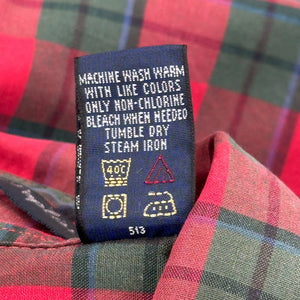 MACHINE WASH WARM
WITH LIKE COLORS
ONLY NON-CHLORINE
BLEACH WHEN NEEDED
TUMBLE DRY
STEAM IRON
40C
513